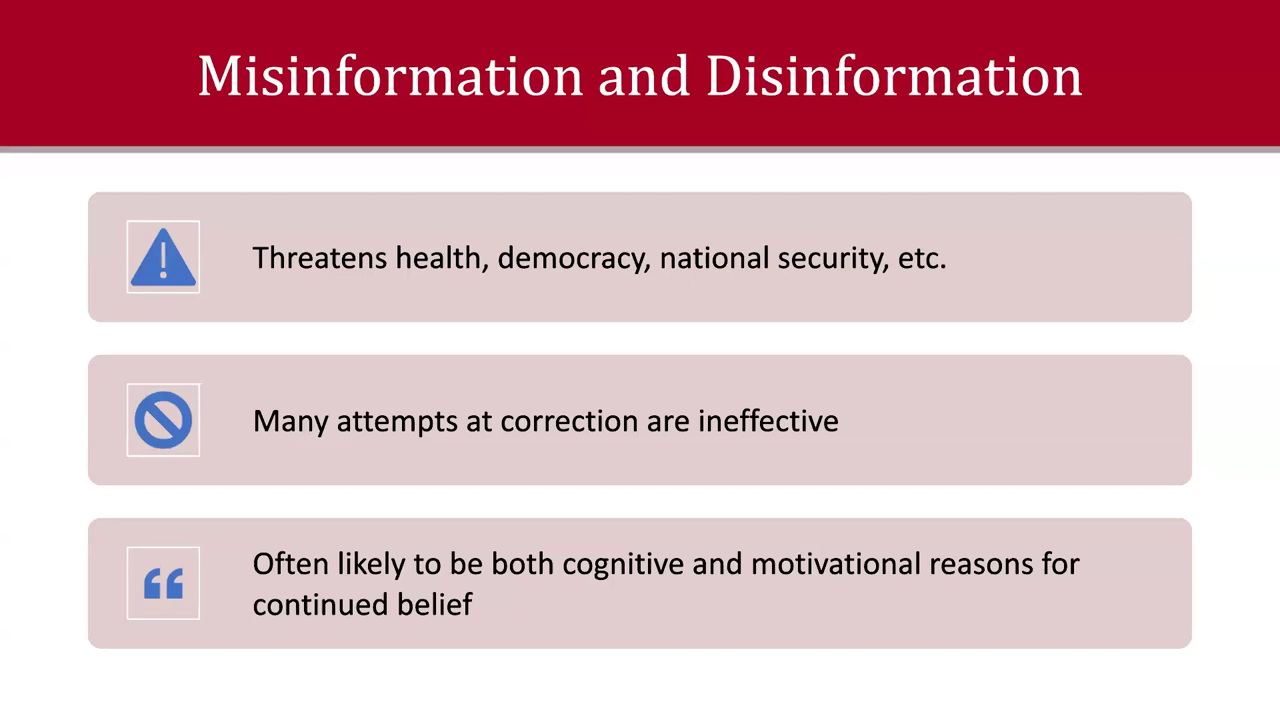 Misinformation and Disinformation
Threatens health, democracy, national security, etc.
Many attempts at correction are ineffective
Often likely to be both cognitive and motivational reasons for
continued belief